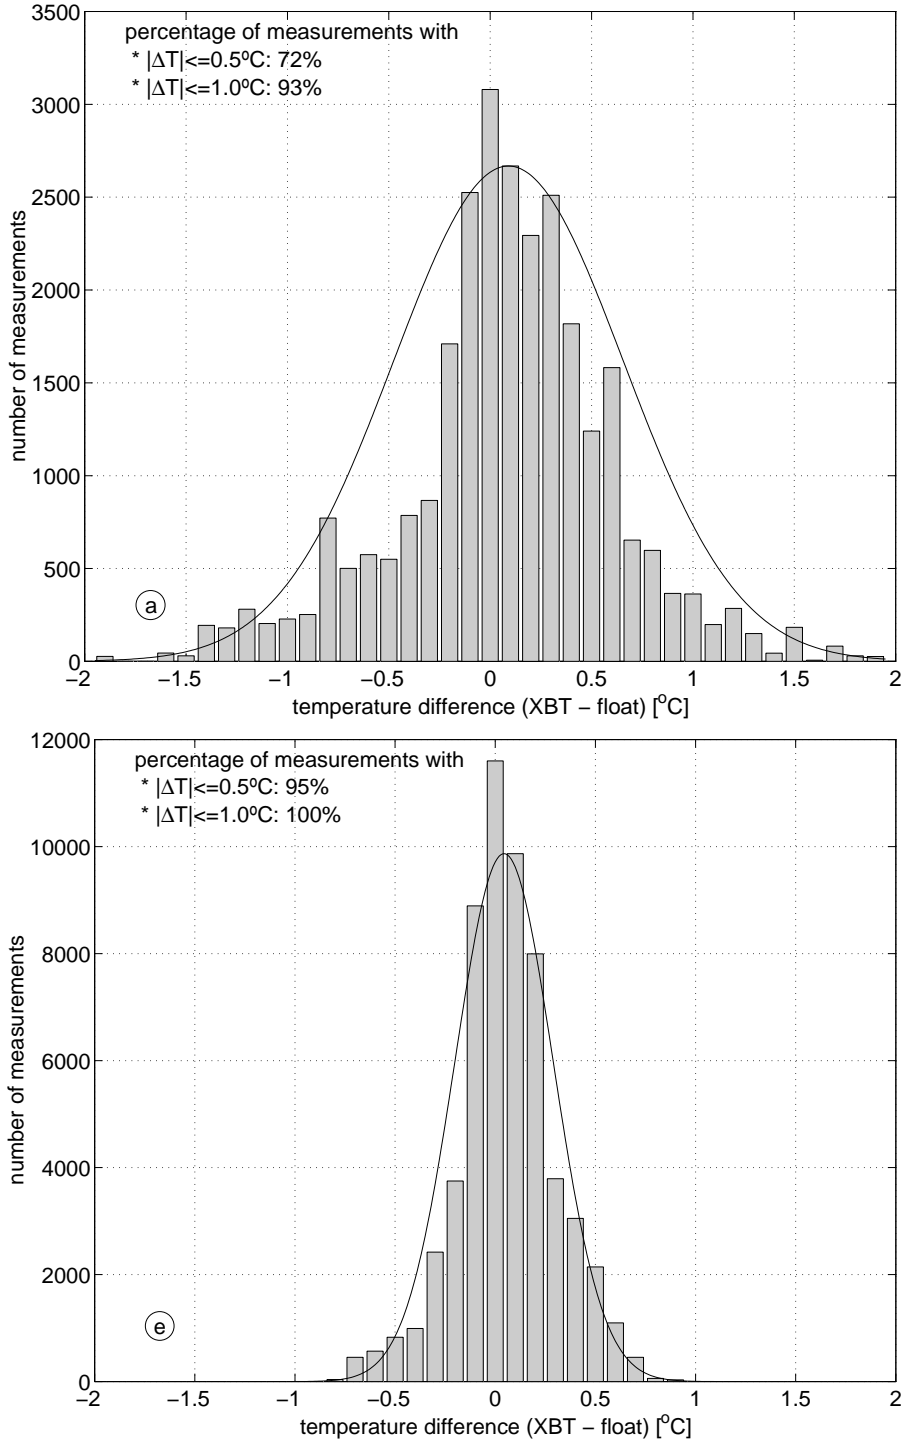 3500
percentage of measurements with
* |ΔT|<=0.5ºC: 72%
* |ΔT|<=1.0ºC: 93%
3000
2500
2000
1500
1000
500
0
number of measurements
a
−2 −1.5 −1 −0.5 0 0.5 1 1.5 2
temperature difference (XBT − float) [°C]
12000
percentage of measurements with
* |ΔT|<=0.5ºC: 95%
* |ΔT|<=1.0ºC: 100%
10000
8000
6000
4000
2000
0
number of measurements
e
−2 −1.5 −1 −0.5 0 0.5 1 1.5 2
temperature difference (XBT − float) [°C]